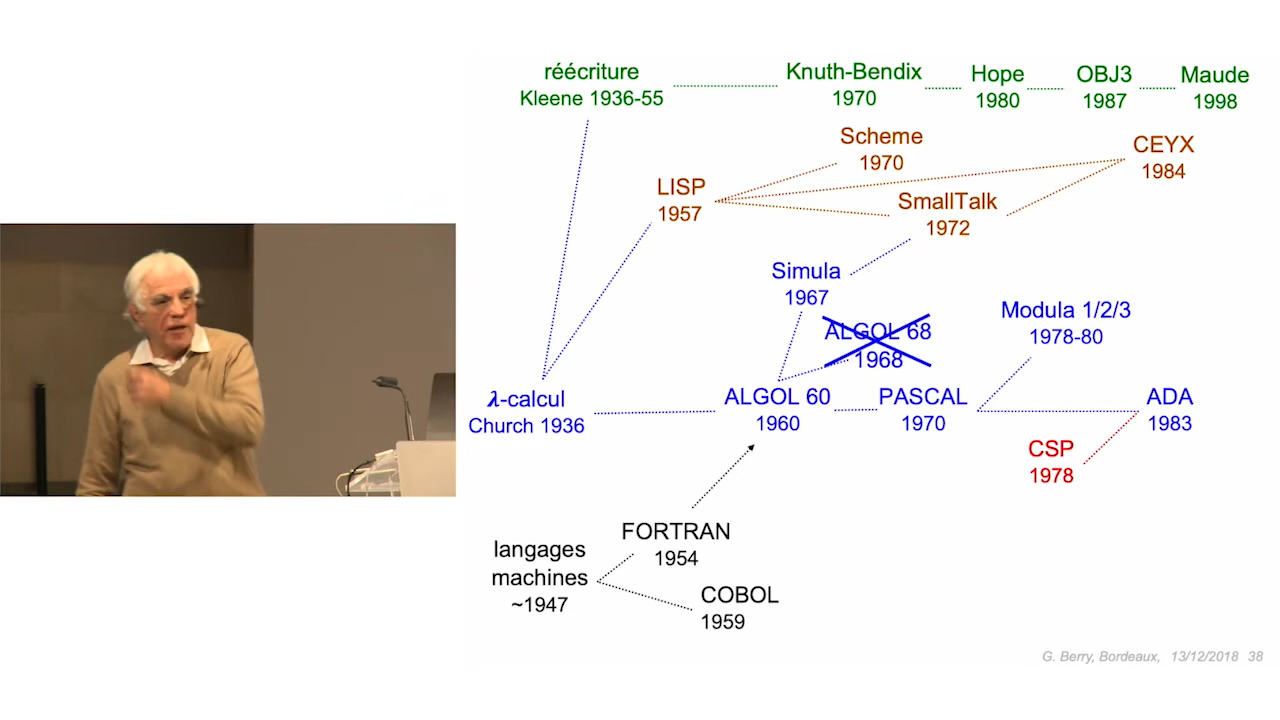 réécriture
Kleene 1936-55
Knuth-Bendix
1970
Hope
1980
OBJ3
1987
Maude
1998
Scheme
1970
CEYX
1984
LISP
1957
SmallTalk
1972
Simula
1967
ALGOL 68
1968
Modula 1/2/3
1978-80
λ-calcul
Church 1936
ALGOL 60
1960
PASCAL
1970
ADA
1983
CSP
1978
FORTRAN
1954
langages
machines
~1947
COBOL
1959
G. Berry, Bordeaux, 13/12/2018 38